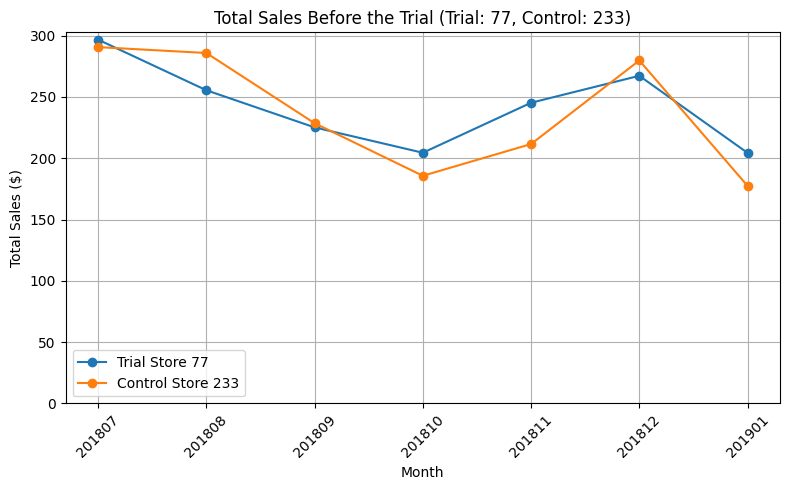 Total Sales Before the Trial (Trial: 77, Control: 233)
Total Sales ($)
300
250
200
150
100
50
0
Trial Store 77
Control Store 233
201807
201808
201809
201810
201811
201812
201901
Month